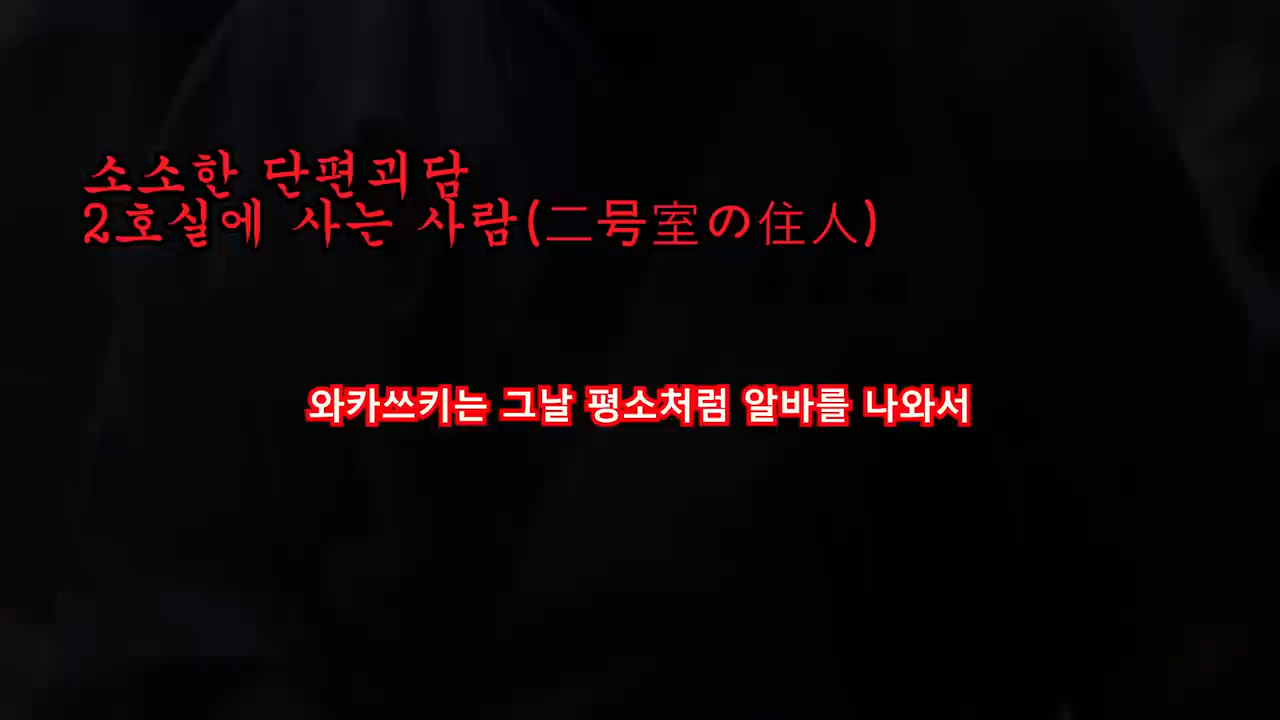 소소한 단편괴담
2호실에 사는 사람(二号室の住人)
와카쓰키는 그날 평소처럼 알바를 나와서